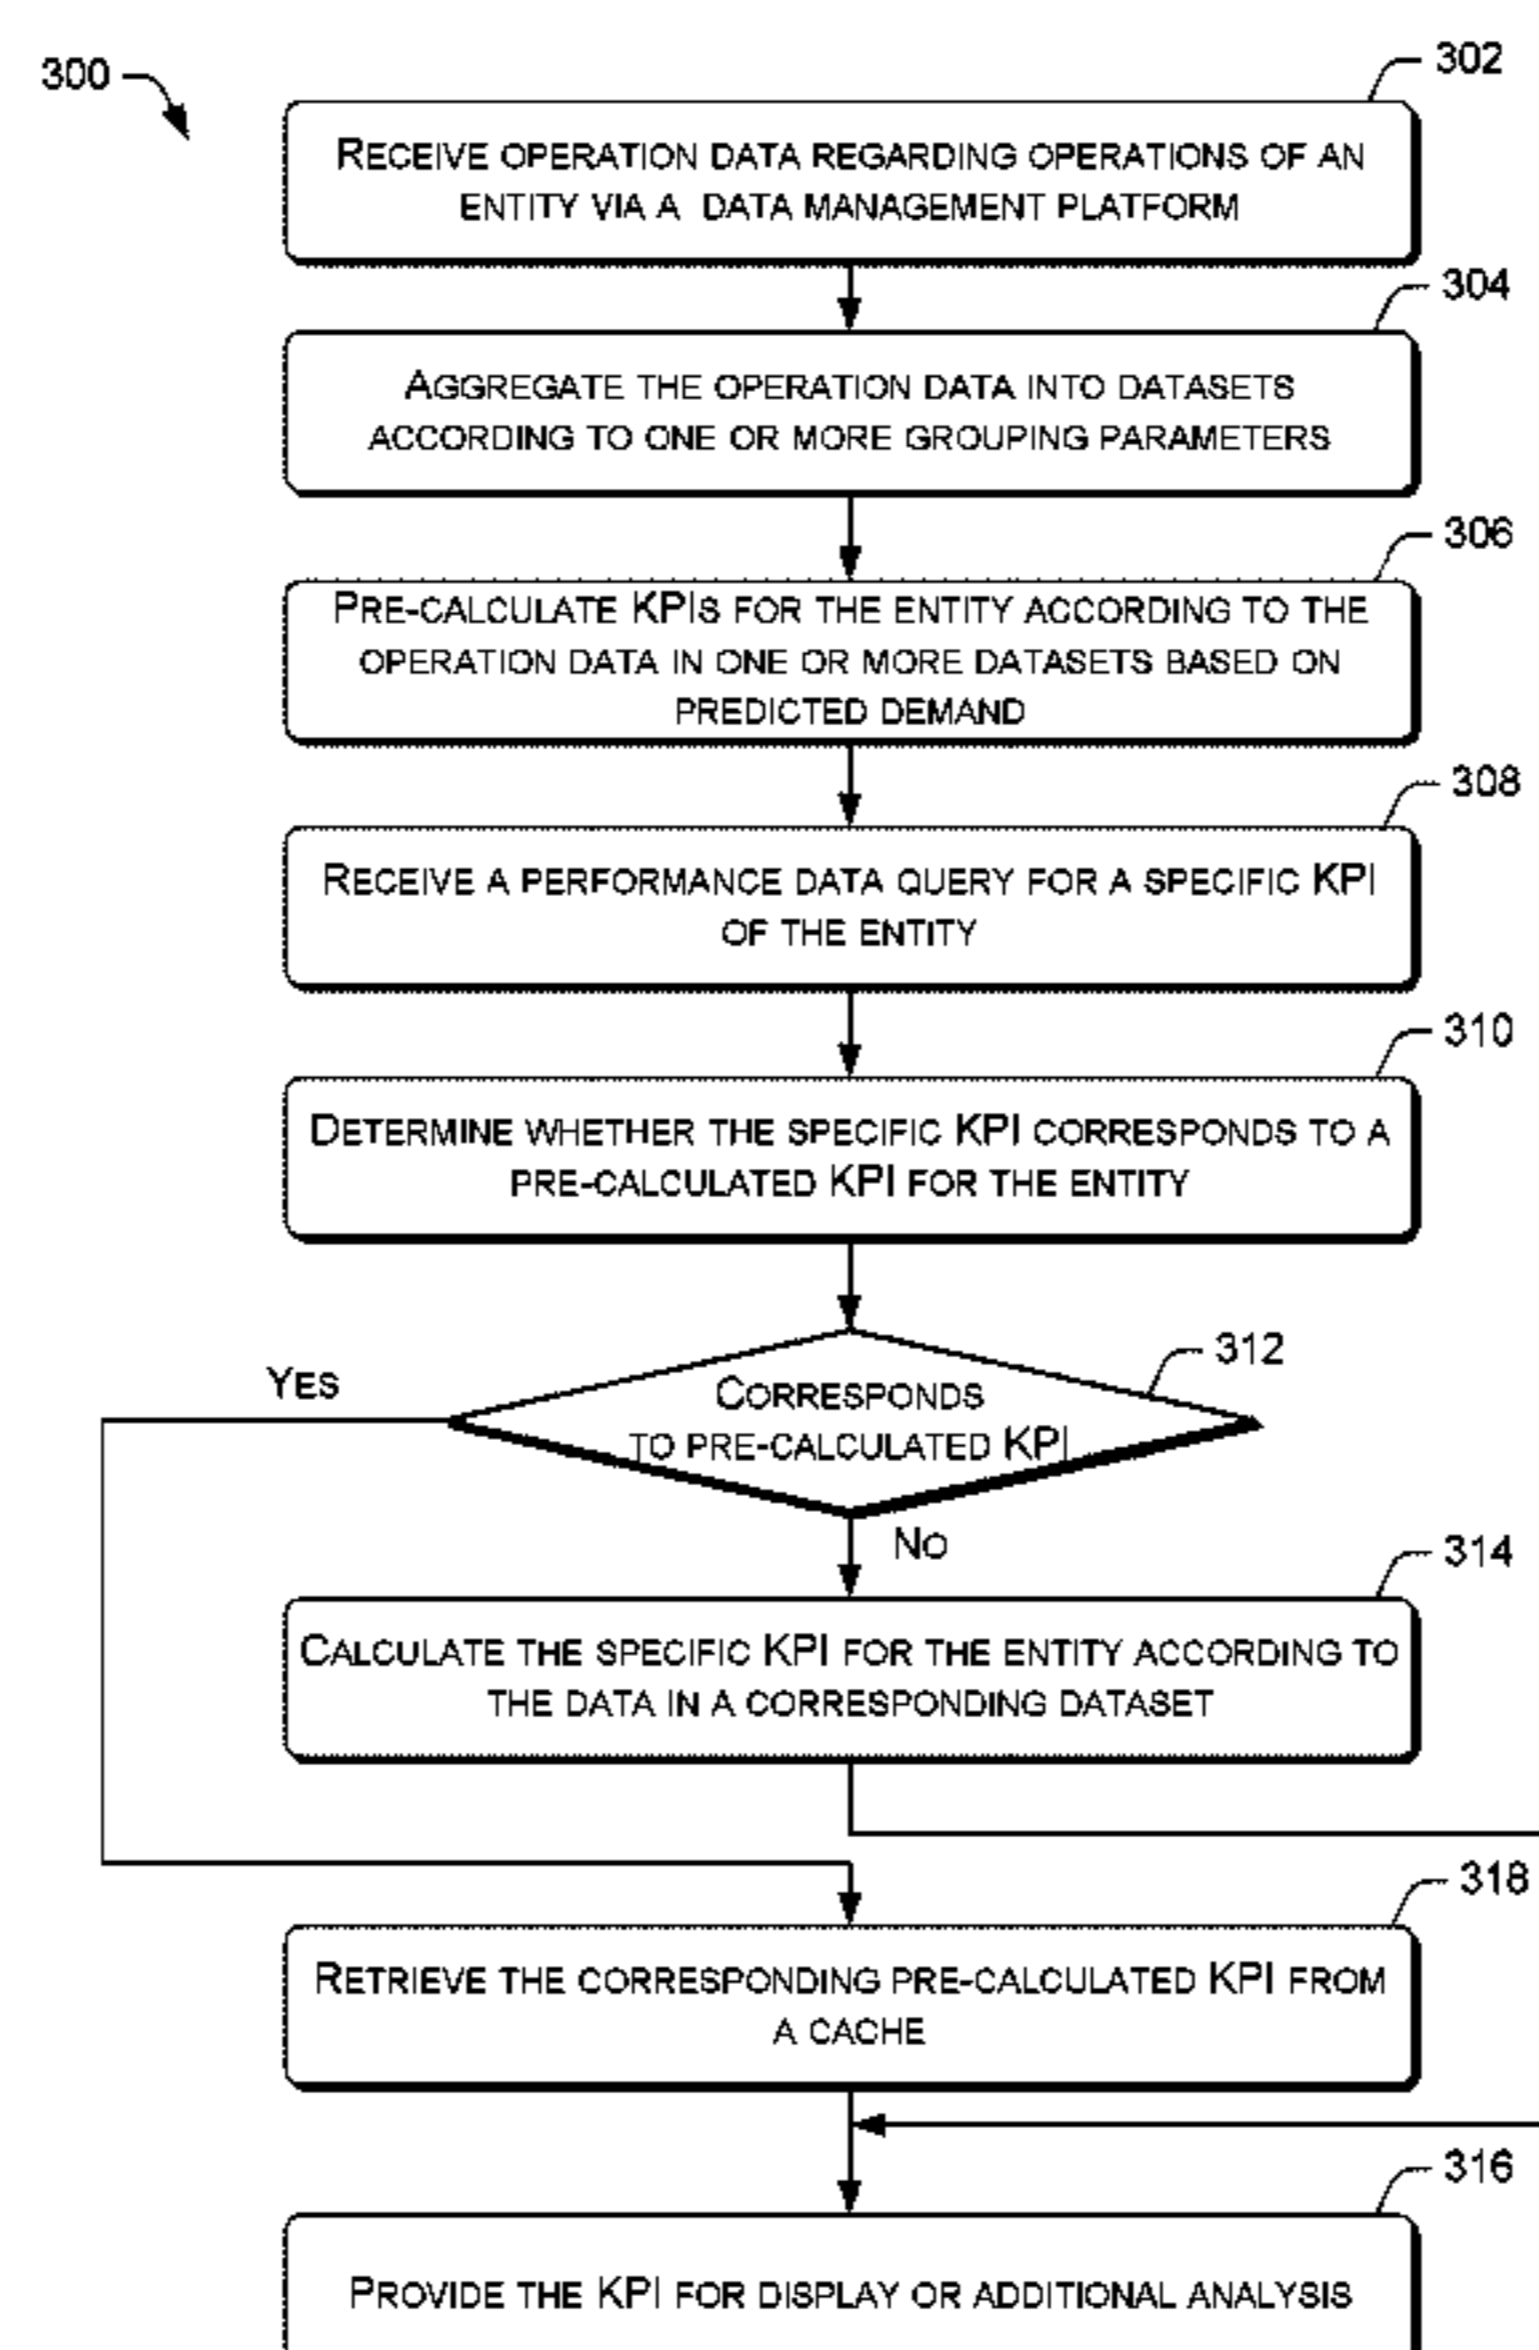 300
302
RECEIVE OPERATION DATA REGARDING OPERATIONS OF AN
ENTITY VIA A DATA MANAGEMENT PLATFORM
304
AGGREGATE THE OPERATION DATA INTO DATASETS
ACCORDING TO ONE OR MORE GROUPING PARAMETERS
306
PRE-CALCULATE KPIS FOR THE ENTITY ACCORDING TO THE
OPERATION DATA IN ONE OR MORE DATASETS BASED ON
PREDICTED DEMAND
308
RECEIVE A PERFORMANCE DATA QUERY FOR A SPECIFIC KPI
OF THE ENTITY
310
DETERMINE WHETHER THE SPECIFIC KPI CORRESPONDS TO A
PRE-CALCULATED KPI FOR THE ENTITY
312
YES
CORRESPONDS
TO PRE-CALCULATED KPI
NO
314
CALCULATE THE SPECIFIC KPI FOR THE ENTITY ACCORDING TO
THE DATA IN A CORRESPONDING DATASET
318
RETRIEVE THE CORRESPONDING PRE-CALCULATED KPI FROM
A CACHE
316
PROVIDE THE KPI FOR DISPLAY OR ADDITIONAL ANALYSIS